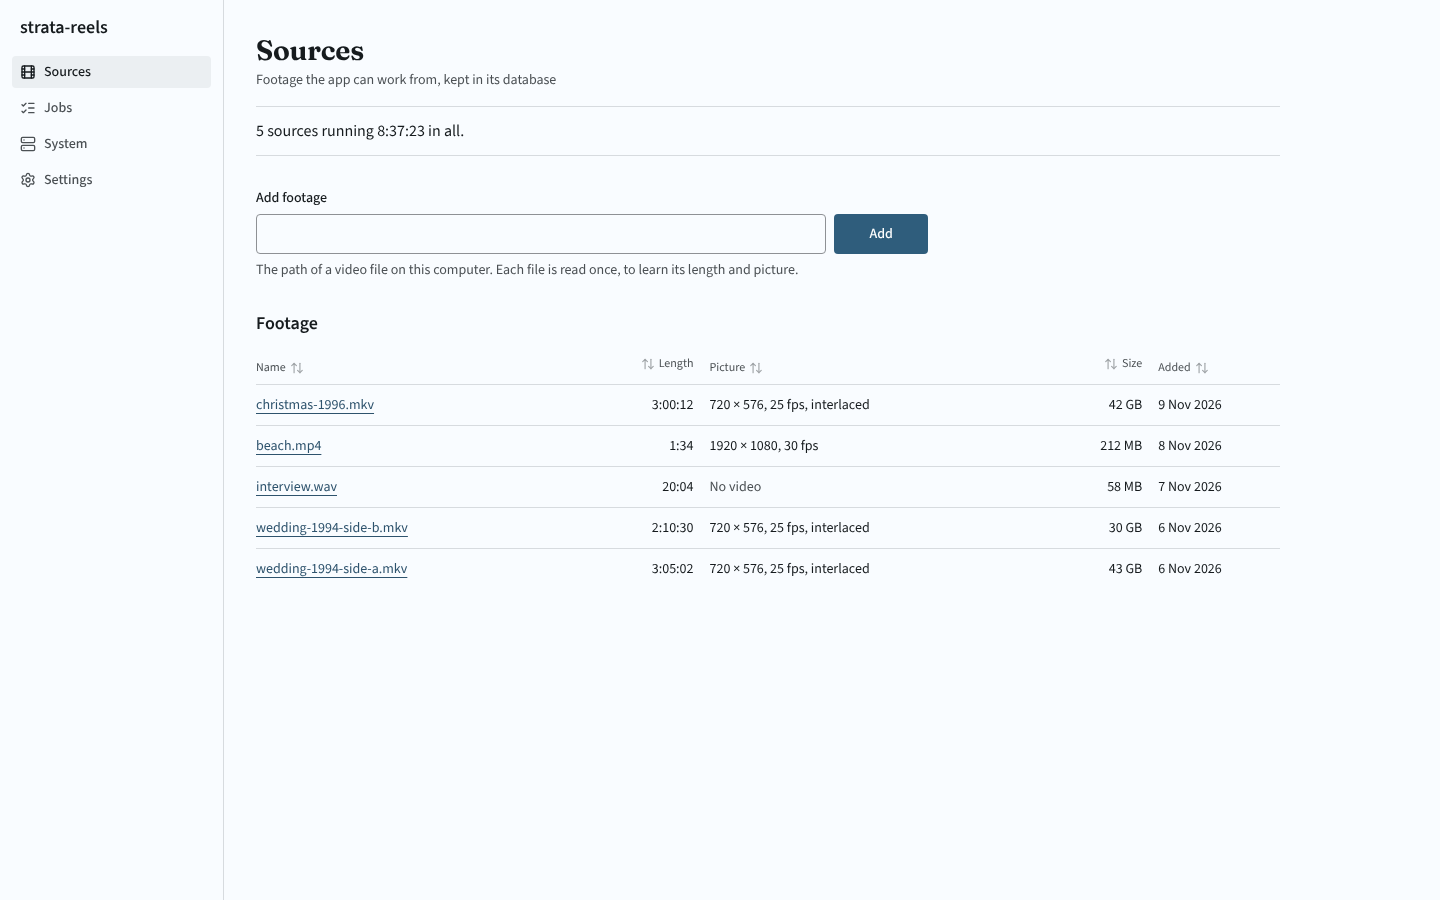 strata-reels
Sources
Jobs
System
Settings
Sources
Footage the app can work from, kept in its database
5 sources running 8:37:23 in all.
Add footage
Add
The path of a video file on this computer. Each file is read once, to learn its length and picture.
Footage
Name Length Picture Size Added
christmas-1996.mkv 3:00:12 720 × 576, 25 fps, interlaced 42 GB 9 Nov 2026
beach.mp4 1:34 1920 × 1080, 30 fps 212 MB 8 Nov 2026
interview.wav 20:04 No video 58 MB 7 Nov 2026
wedding-1994-side-b.mkv 2:10:30 720 × 576, 25 fps, interlaced 30 GB 6 Nov 2026
wedding-1994-side-a.mkv 3:05:02 720 × 576, 25 fps, interlaced 43 GB 6 Nov 2026